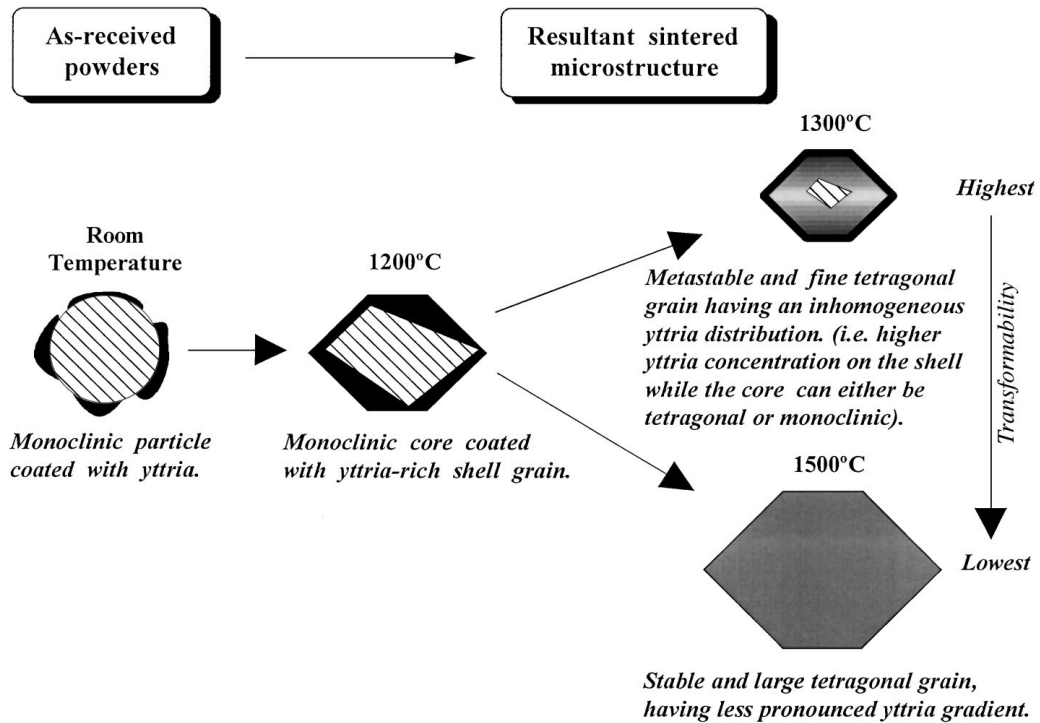 As-received
powders
Resultant sintered
microstructure
1300ºC
Highest
Room
Temperature
1200ºC
Metastable and fine tetragonal
grain having an inhomogeneous
yttria distribution. (i.e. higher
yttria concentration on the shell
while the core can either be
tetragonal or monoclinic).
Transformability
Monoclinic particle
coated with yttria.
Monoclinic core coated
with yttria-rich shell grain.
1500ºC
Lowest
Stable and large tetragonal grain,
having less pronounced yttria gradient.